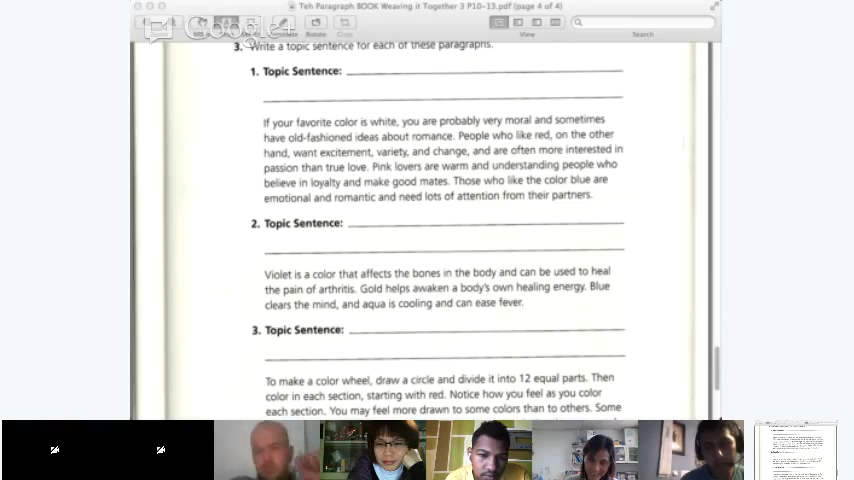 Teh Paragraph BOOK Weaving it Together 3 P10-13.pdf (page 4 of 4)
Google+
Rotate
View
Search
3. Write a topic sentence for each of these paragraphs.
1. Topic Sentence:
If your favorite color is white, you are probably very moral and sometimes
have old-fashioned ideas about romance. People who like red, on the other
hand, want excitement, variety, and change, and are often more interested in
passion than true love. Pink lovers are warm and understanding people who
believe in loyalty and make good mates. Those who like the color blue are
emotional and romantic and need lots of attention from their partners.
2. Topic Sentence:
Violet is a color that affects the bones in the body and can be used to heal
the pain of arthritis. Gold helps awaken a body's own healing energy. Blue
clears the mind, and aqua is cooling and can ease fever.
3. Topic Sentence:
To make a color wheel, draw a circle and divide it into 12 equal parts. Then
color in each section, starting with red. Notice how you feel as you color
each section. You may feel more drawn to some colors than to others. Some